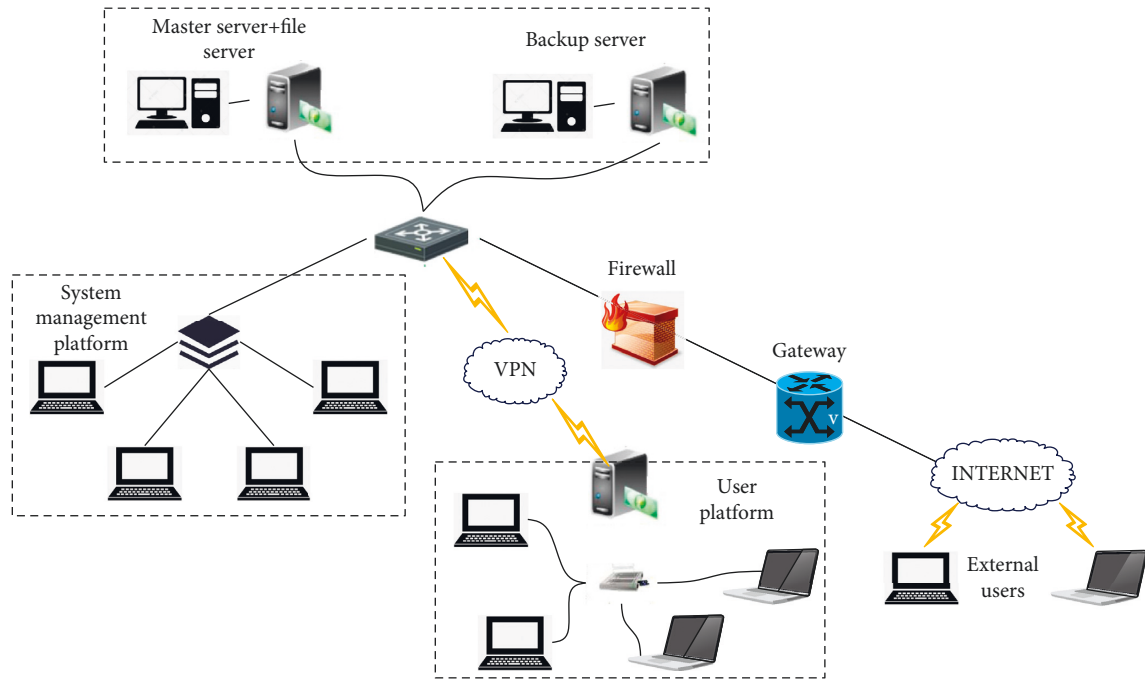 Master server+file
server
Backup server
Firewall
System
management
platform
VPN
Gateway
V
INTERNET
User
platform
External
users